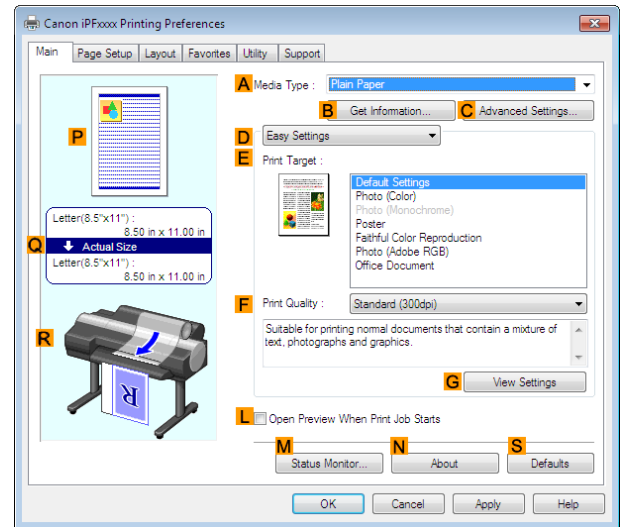 Canon iPFxxxx Printing Preferences
Main Page Setup Layout Favorites Utility Support
A Media Type : Plain Paper
B Get Information... C Advanced Settings...
D Easy Settings
E Print Target :
Default Settings
Photo (Color)
Photo (Monochrome)
Poster
Faithful Color Reproduction
Photo (Adobe RGB)
Office Document
P
Letter(8.5"x11") :
8.50 in x 11.00 in
Q Actual Size
Letter(8.5"x11") :
8.50 in x 11.00 in
R
R
F Print Quality : Standard (300dpi)
Suitable for printing normal documents that contain a mixture of
text, photographs and graphics.
G View Settings
L Open Preview When Print Job Starts
M N S
Status Monitor... About Defaults
OK Cancel Apply Help